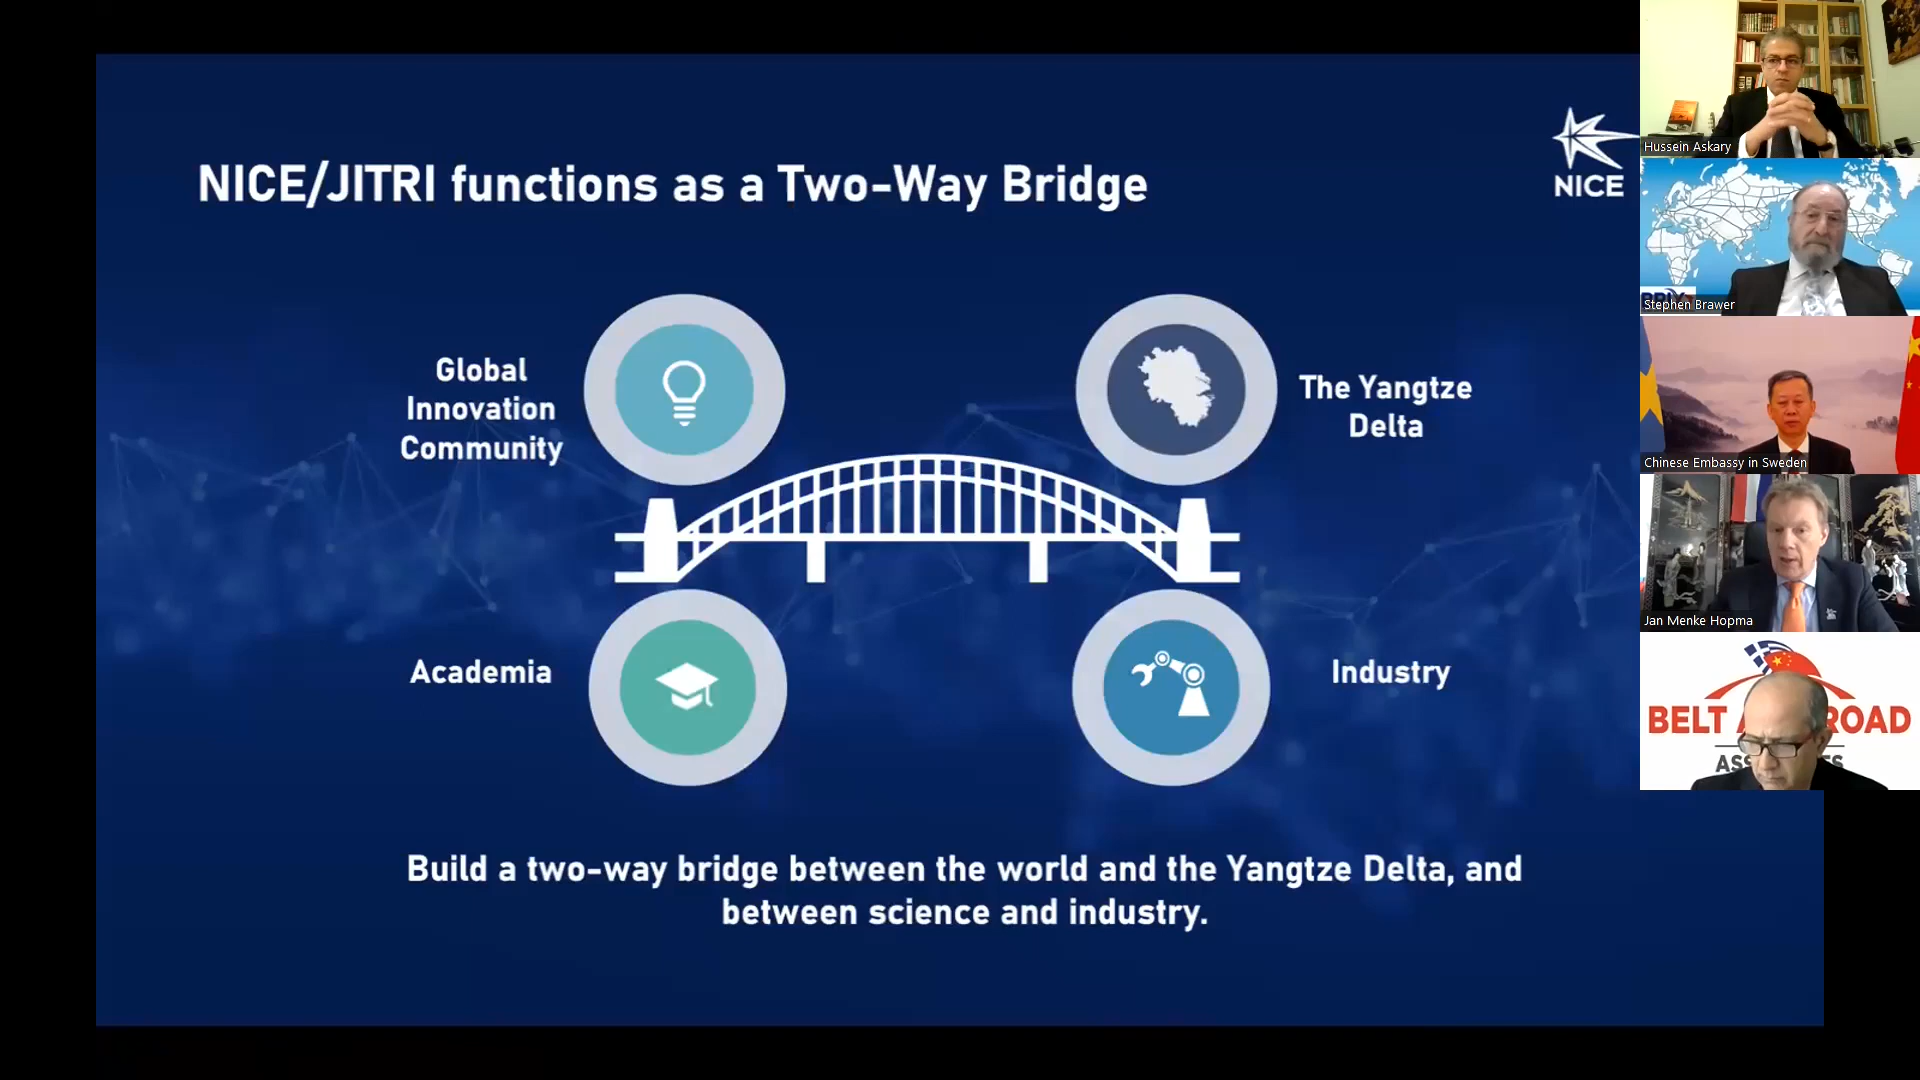 NICE/JITRI functions as a Two-Way Bridge
NICE
Global
Innovation
Community
The Yangtze
Delta
Academia
Industry
Build a two-way bridge between the world and the Yangtze Delta, and
between science and industry.
Hussein Askary
Stephen Brawer
Chinese Embassy in Sweden
Jan Menke Hopma
BELT ROAD